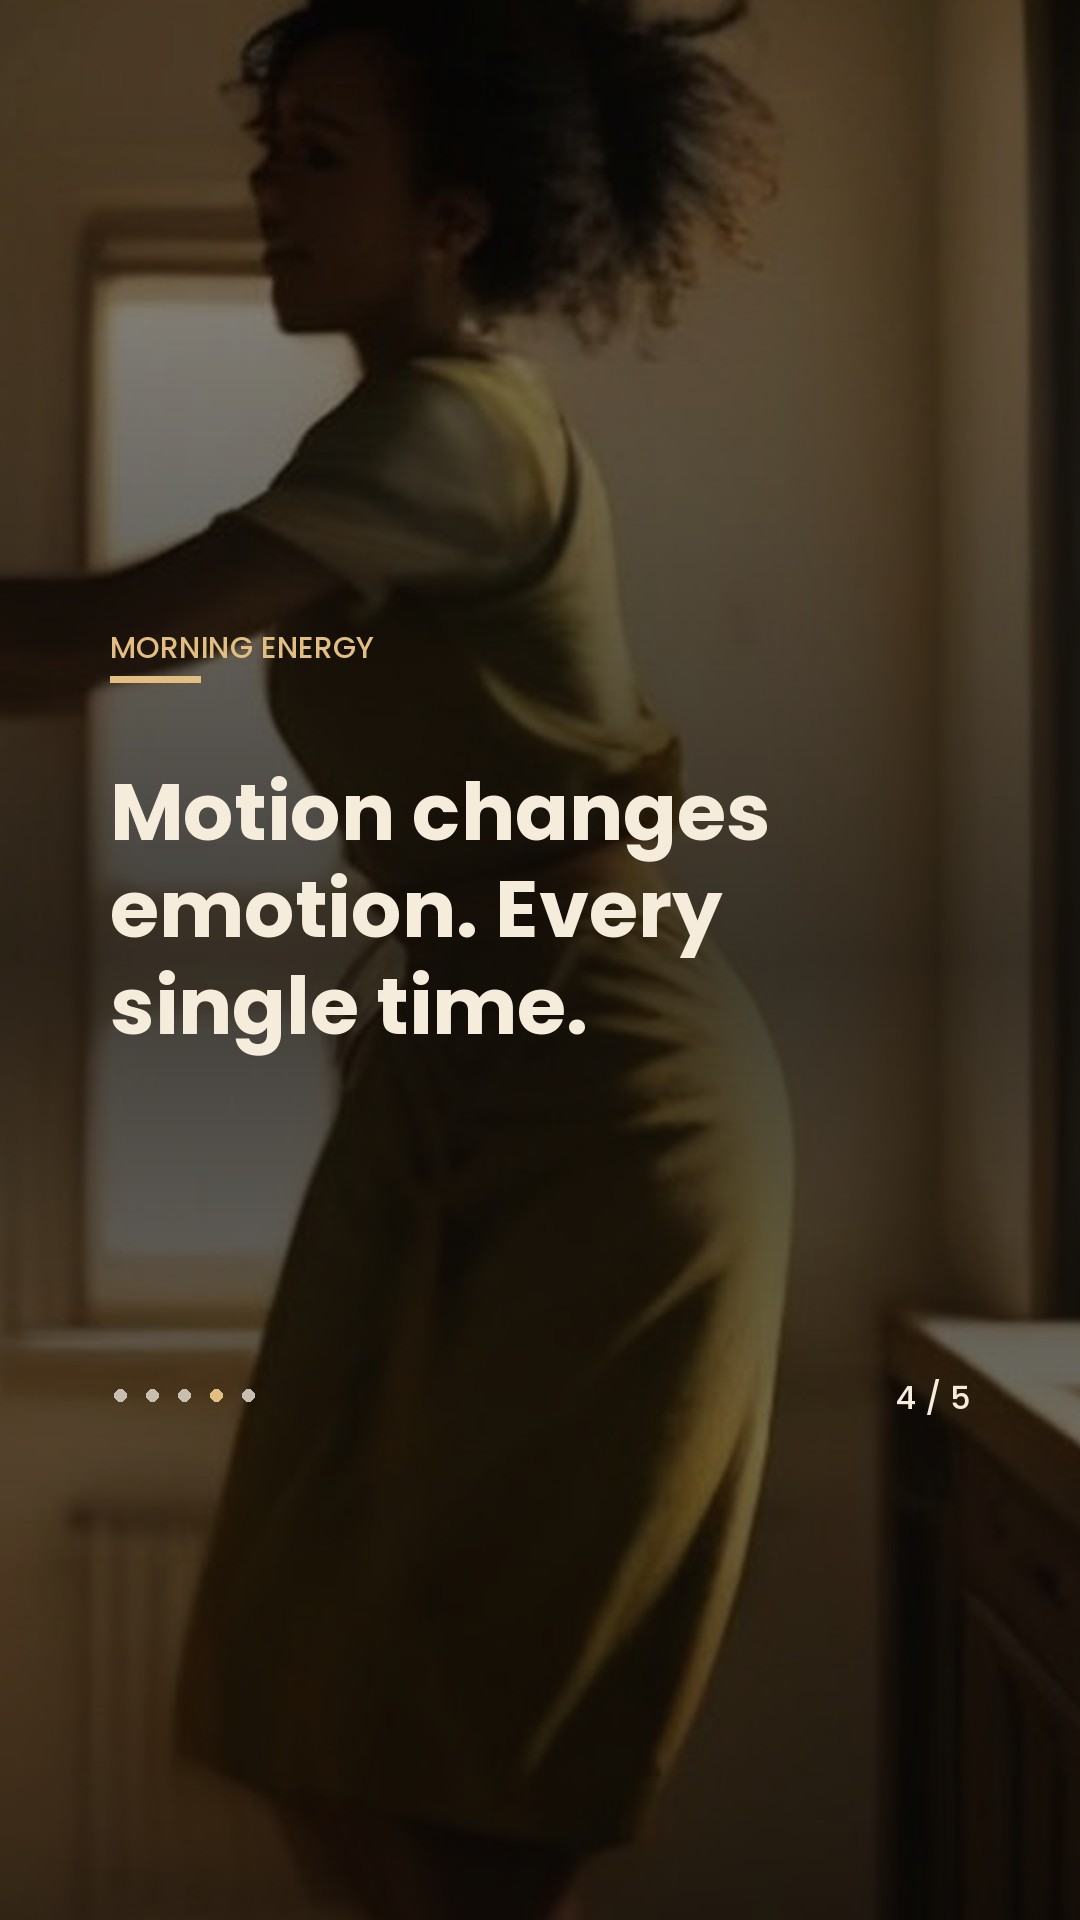 MORNING ENERGY
Motion changes
emotion. Every
single time.
4 / 5